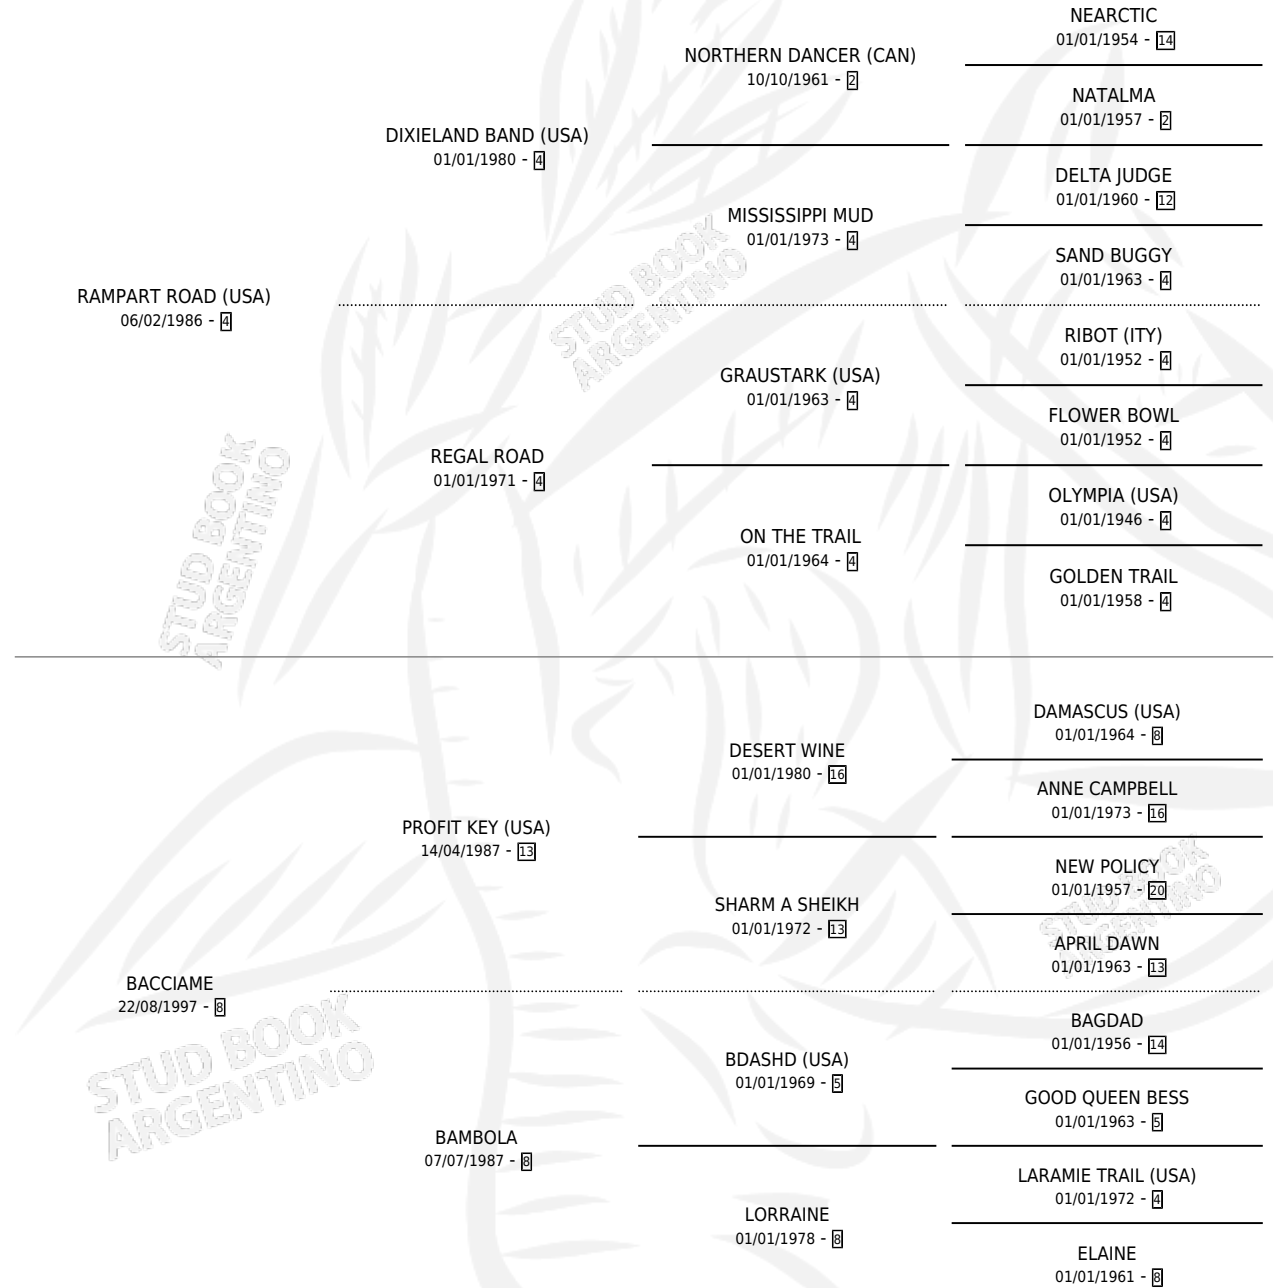 NEARCTIC
01/01/1954 - 14
NORTHERN DANCER (CAN)
10/10/1961 - 2
NATALMA
01/01/1957 - 2
DIXIELAND BAND (USA)
01/01/1980 - 4
DELTA JUDGE
01/01/1960 - 12
MISSISSIPPI MUD
01/01/1973 - 4
SAND BUGGY
01/01/1963 - 4
RAMPART ROAD (USA)
06/02/1986 - 4
RIBOT (ITY)
01/01/1952 - 4
GRAUSTARK (USA)
01/01/1963 - 4
FLOWER BOWL
01/01/1952 - 4
REGAL ROAD
01/01/1971 - 4
OLYMPIA (USA)
01/01/1946 - 4
ON THE TRAIL
01/01/1964 - 4
GOLDEN TRAIL
01/01/1958 - 4
DAMASCUS (USA)
01/01/1964 - 8
DESERT WINE
01/01/1980 - 16
ANNE CAMPBELL
01/01/1973 - 16
PROFIT KEY (USA)
14/04/1987 - 13
NEW POLICY
01/01/1957 - 20
SHARM A SHEIKH
01/01/1972 - 13
APRIL DAWN
01/01/1963 - 13
BACCIAME
22/08/1997 - 8
BAGDAD
01/01/1956 - 14
BDASHD (USA)
01/01/1969 - 5
GOOD QUEEN BESS
01/01/1963 - 5
BAMBOLA
07/07/1987 - 8
LARAMIE TRAIL (USA)
01/01/1972 - 4
LORRAINE
01/01/1978 - 8
ELAINE
01/01/1961 - 8
STUD BOOK
ARGENTINO
STUD BOOK
ARGENTINO
STUD BOOK
ARGENTINO
STUD BOOK
ARGENTINO